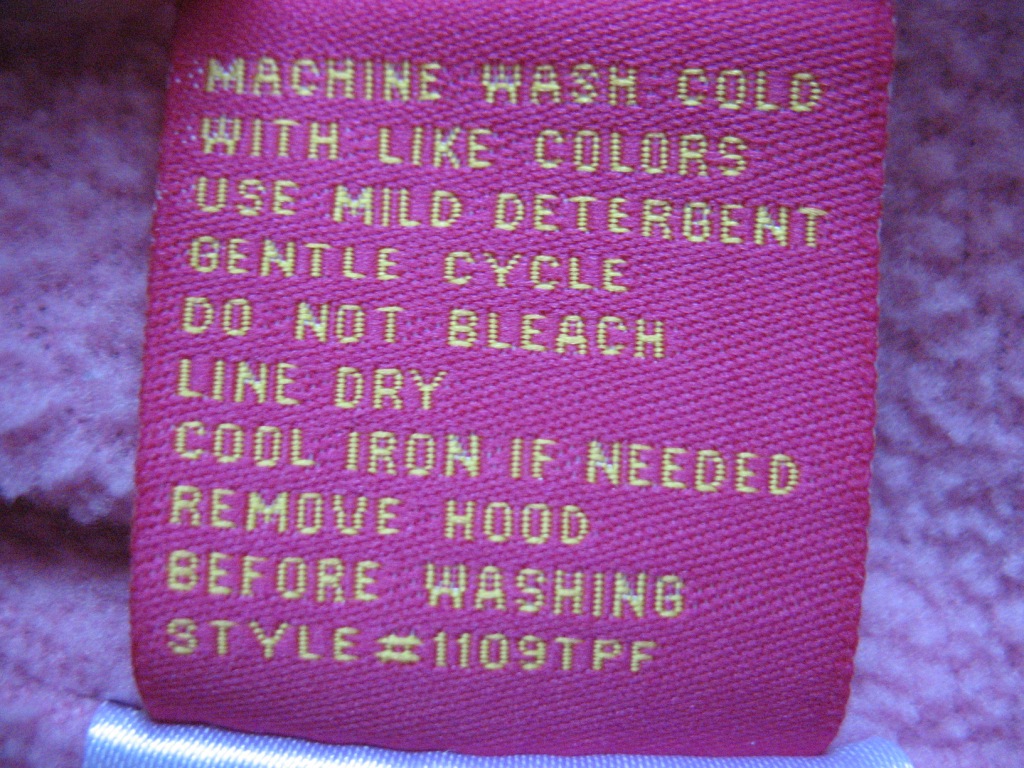 MACHINE WASH COLD
WITH LIKE COLORS
USE MILD DETERGENT
GENTLE CYCLE
DO NOT BLEACH
LINE DRY
COOL IRON IF NEEDED
REMOVE HOOD
BEFORE WASHING
STYLE#1109TPF